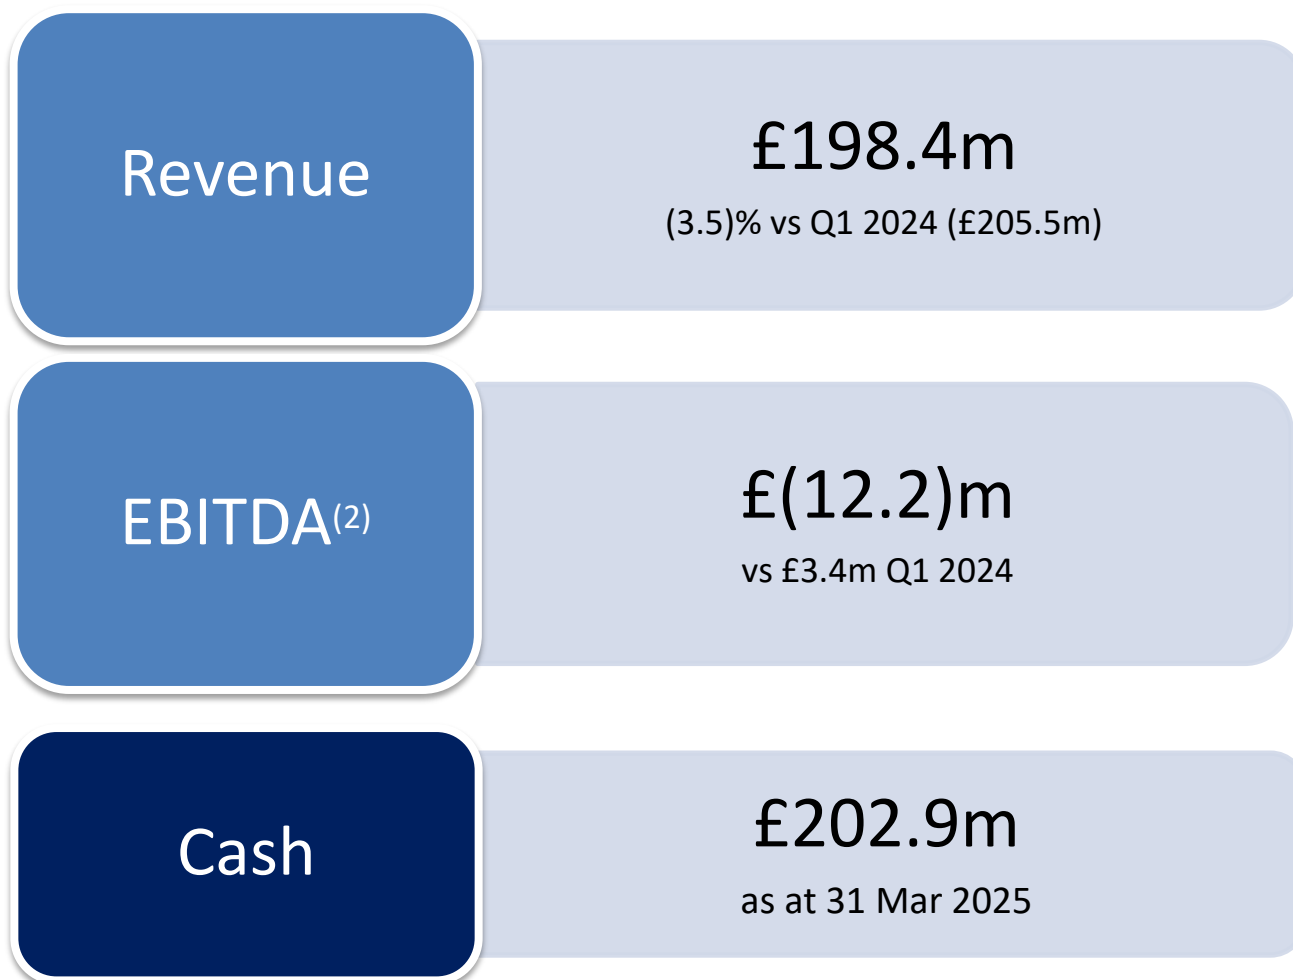 Revenue
£198.4m
(3.5)% vs Q1 2024 (£205.5m)
EBITDA(2)
£(12.2)m
vs £3.4m Q1 2024
Cash
£202.9m
as at 31 Mar 2025